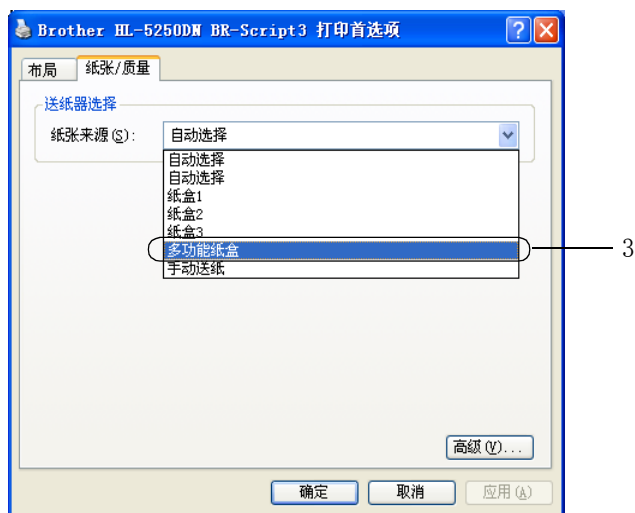 Brother HL-5250DN BR-Script3 打印首选项
布局 纸张/质量
送纸器选择
纸张来源(S): 自动选择
自动选择
自动选择
纸盒1
纸盒2
纸盒3
多功能纸盒 3
手动送纸
高级(V)...
确定 取消 应用(A)